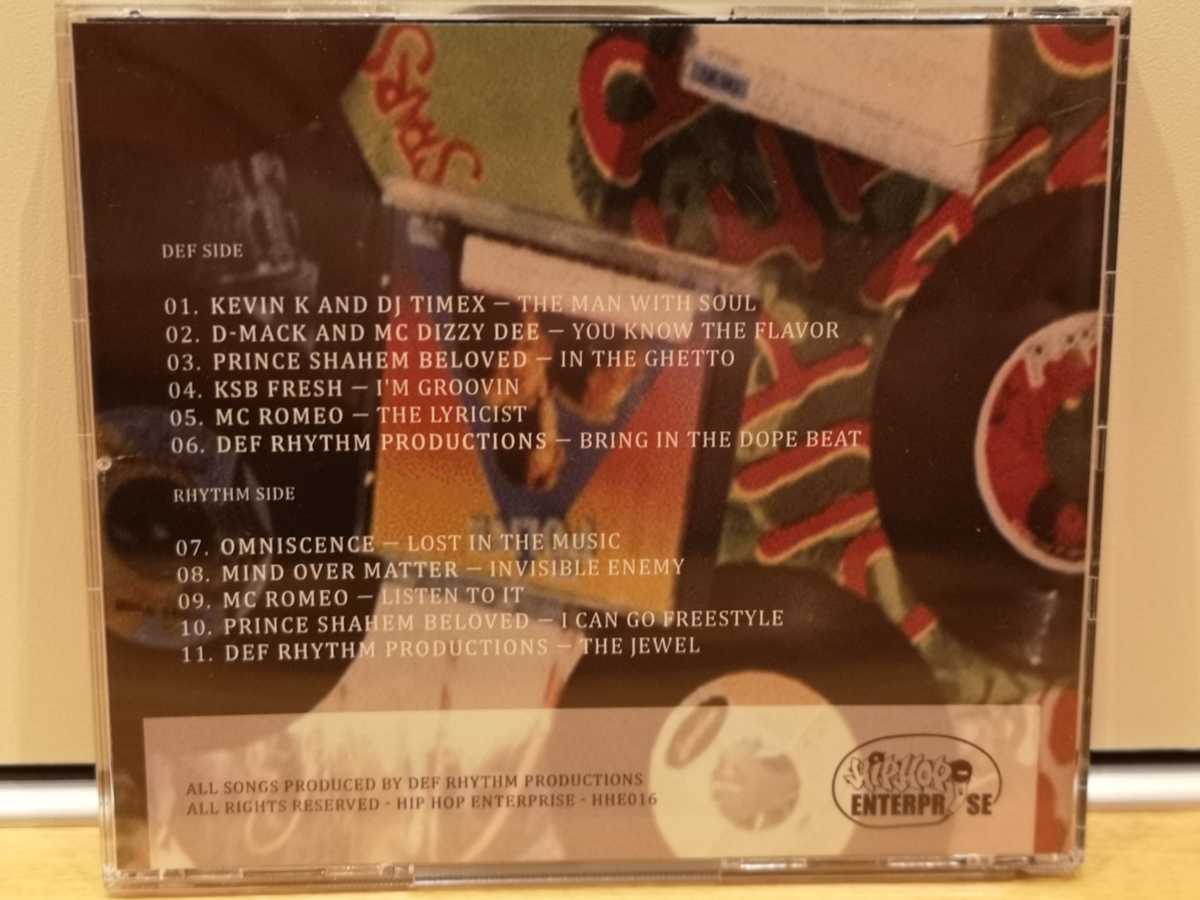 DEF SIDE
01. KEVIN K AND DJ TIMEX – THE MAN WITH SOUL
02. D-MACK AND MC DIZZY DEE – YOU KNOW THE FLAVOR
03. PRINCE SHAHEM BELOVED – IN THE GHETTO
04. KSB FRESH – I'M GROOVIN
05. MC ROMEO – THE LYRICIST
06. DEF RHYTHM PRODUCTIONS – BRING IN THE DOPE BEAT
RHYTHM SIDE
07. OMNISCENCE – LOST IN THE MUSIC
08. MIND OVER MATTER – INVISIBLE ENEMY
09. MC ROMEO – LISTEN TO IT
10. PRINCE SHAHEM BELOVED – I CAN GO FREESTYLE
11. DEF RHYTHM PRODUCTIONS – THE JEWEL
ALL SONGS PRODUCED BY DEF RHYTHM PRODUCTIONS
ALL RIGHTS RESERVED - HIP HOP ENTERPRISE - HHE016
HIPHOP
ENTERPRISE